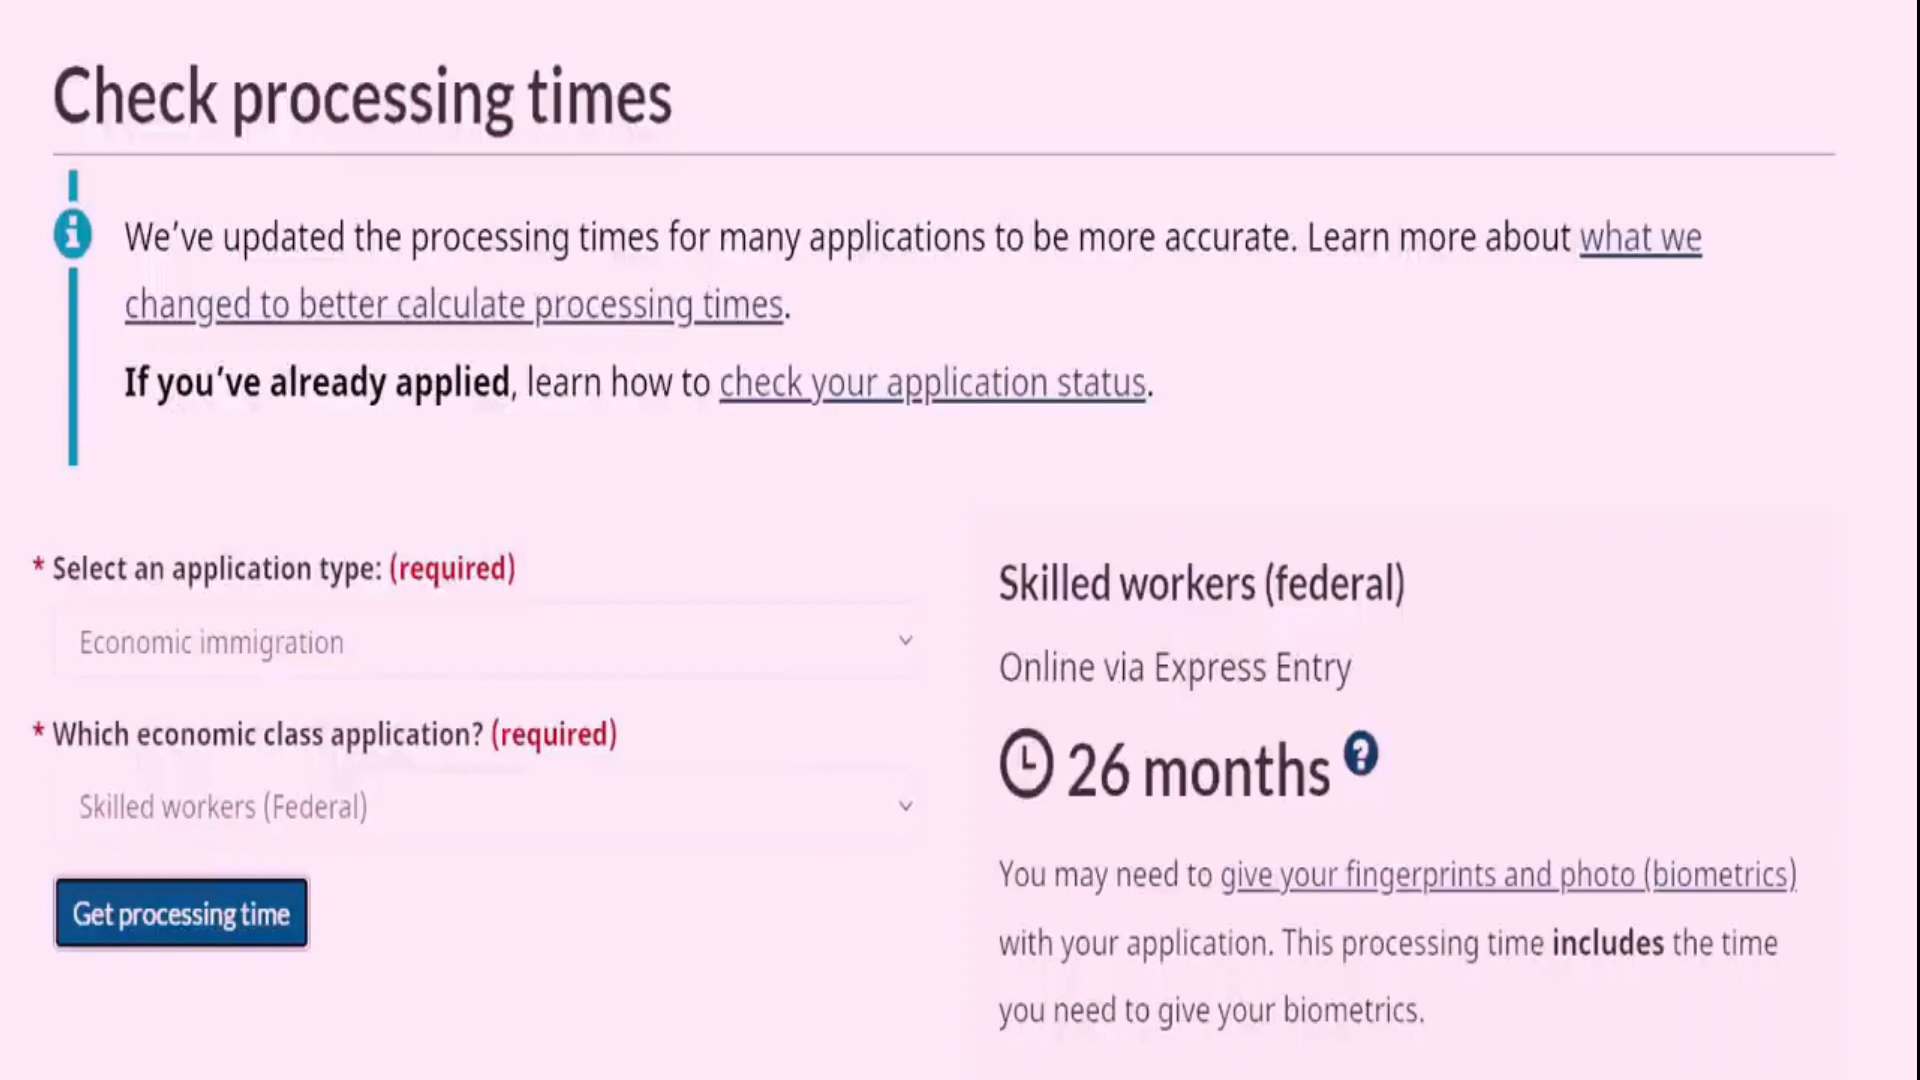 Check processing times
We’ve updated the processing times for many applications to be more accurate. Learn more about what we
changed to better calculate processing times.
If you’ve already applied, learn how to check your application status.
* Select an application type: (required)
Economic immigration
* Which economic class application? (required)
Skilled workers (Federal)
Get processing time
Skilled workers (federal)
Online via Express Entry
26 months
You may need to give your fingerprints and photo (biometrics)
with your application. This processing time includes the time
you need to give your biometrics.